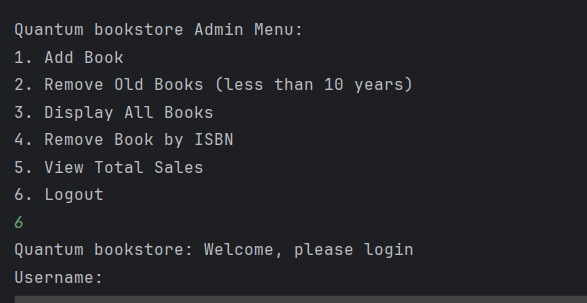 Quantum bookstore Admin Menu:
1. Add Book
2. Remove Old Books (less than 10 years)
3. Display All Books
4. Remove Book by ISBN
5. View Total Sales
6. Logout
6
Quantum bookstore: Welcome, please login
Username: